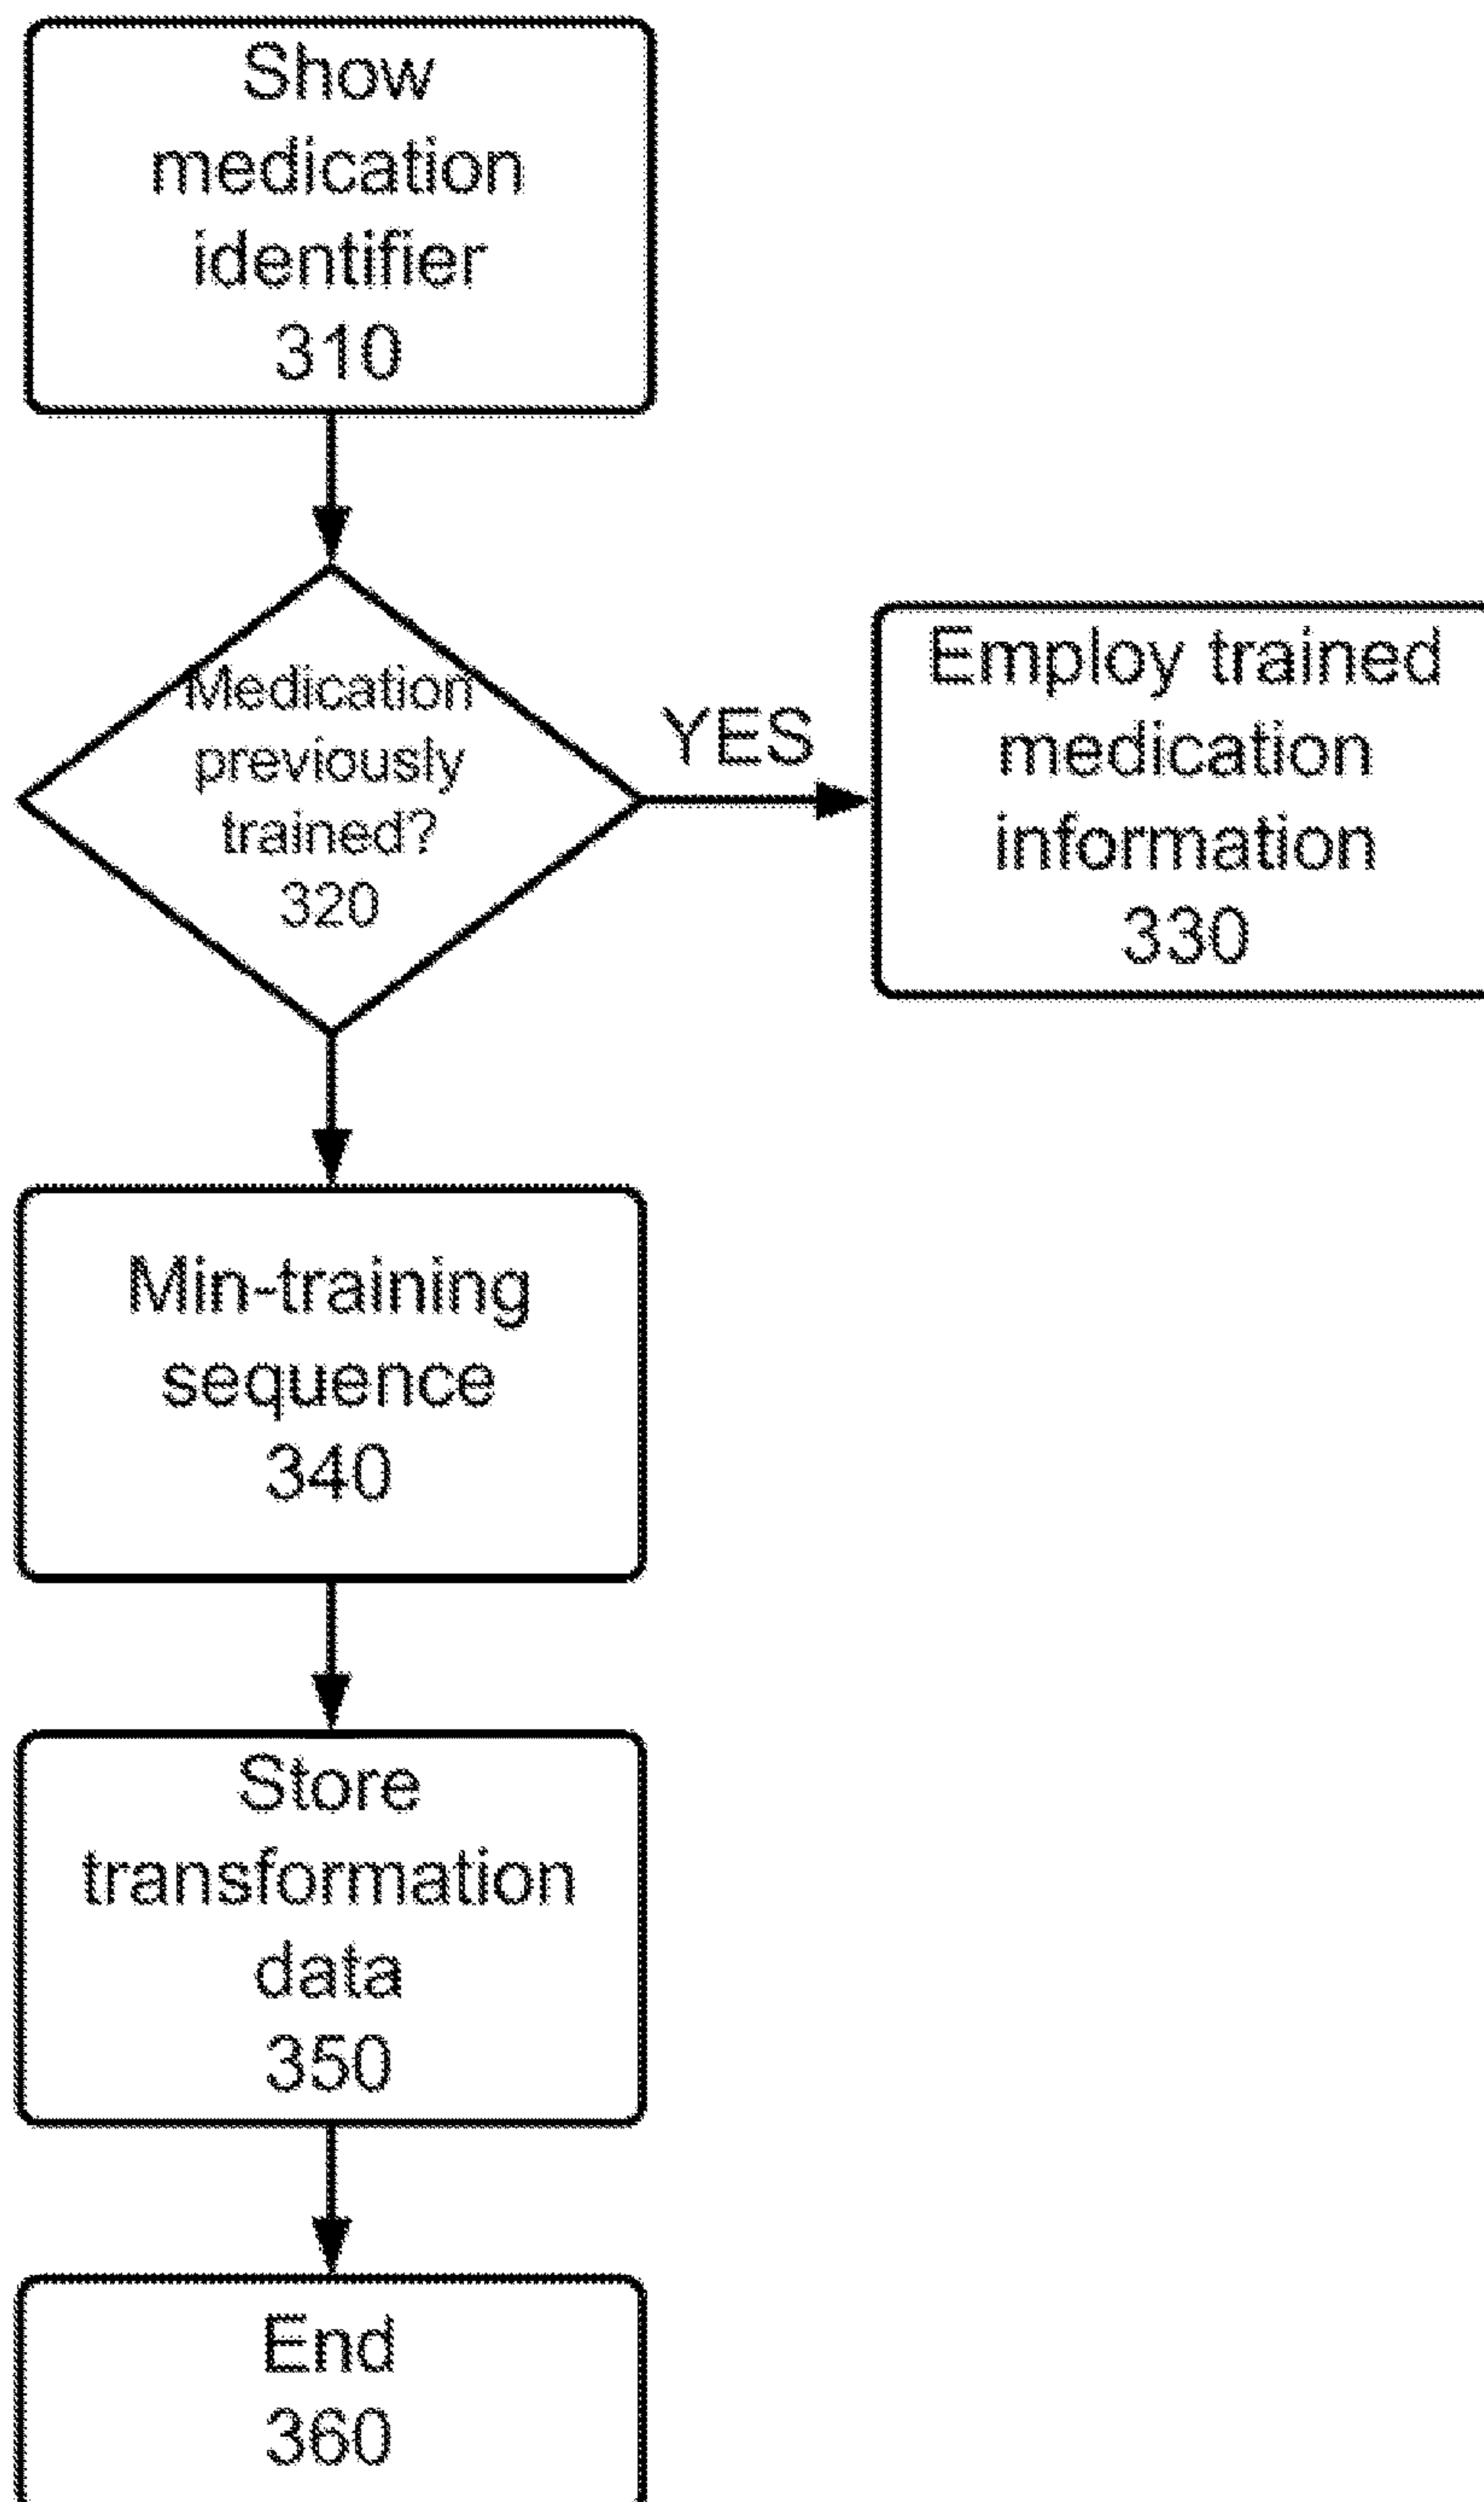 Show
medication
identifier
310
Medication
previously
trained?
320
YES
Employ trained
medication
information
330
Min-training
sequence
340
Store
transformation
data
350
End
360